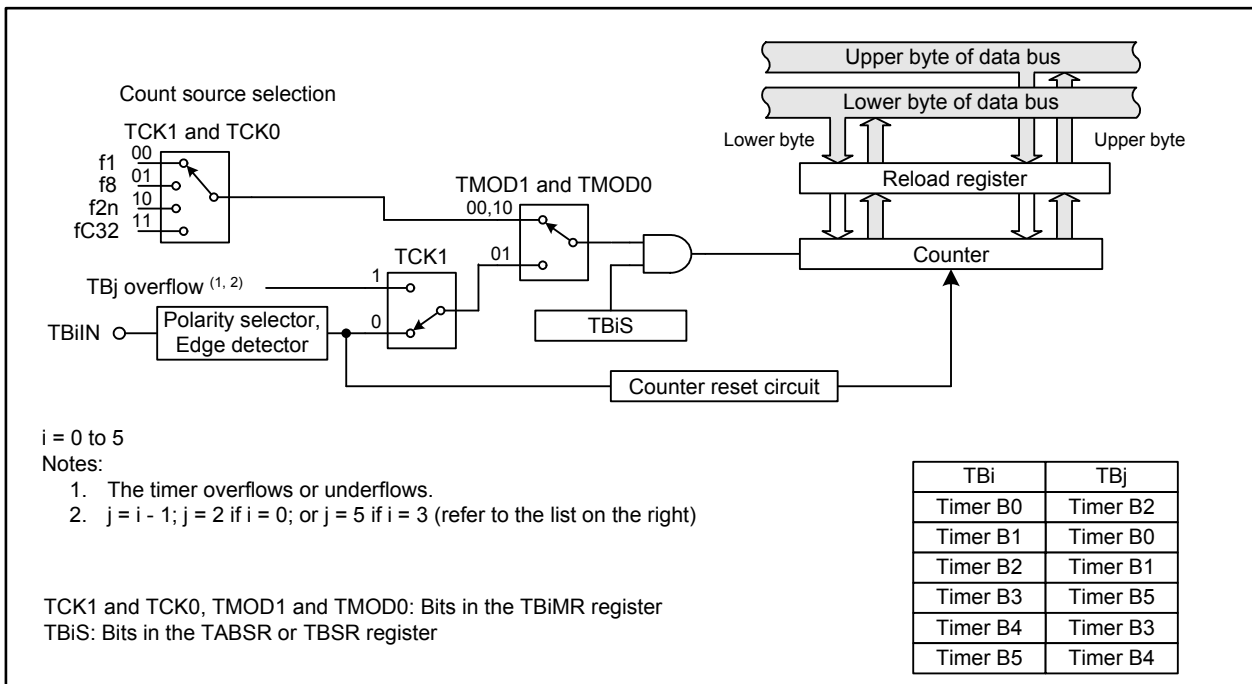 Upper byte of data bus
Count source selection
Lower byte of data bus
TCK1 and TCK0
Lower byte
Upper byte
f1 00
f8 01
f2n 10
fC32 11
TMOD1 and TMOD0
00,10
01
Reload register
Counter
TCK1
1
0
TBj overflow (1, 2)
TBiIN
Polarity selector,
Edge detector
TBiS
Counter reset circuit
i = 0 to 5
Notes:
1. The timer overflows or underflows.
2. j = i - 1; j = 2 if i = 0; or j = 5 if i = 3 (refer to the list on the right)
TCK1 and TCK0, TMOD1 and TMOD0: Bits in the TBiMR register
TBiS: Bits in the TABSR or TBSR register
TBi TBj
Timer B0 Timer B2
Timer B1 Timer B0
Timer B2 Timer B1
Timer B3 Timer B5
Timer B4 Timer B3
Timer B5 Timer B4